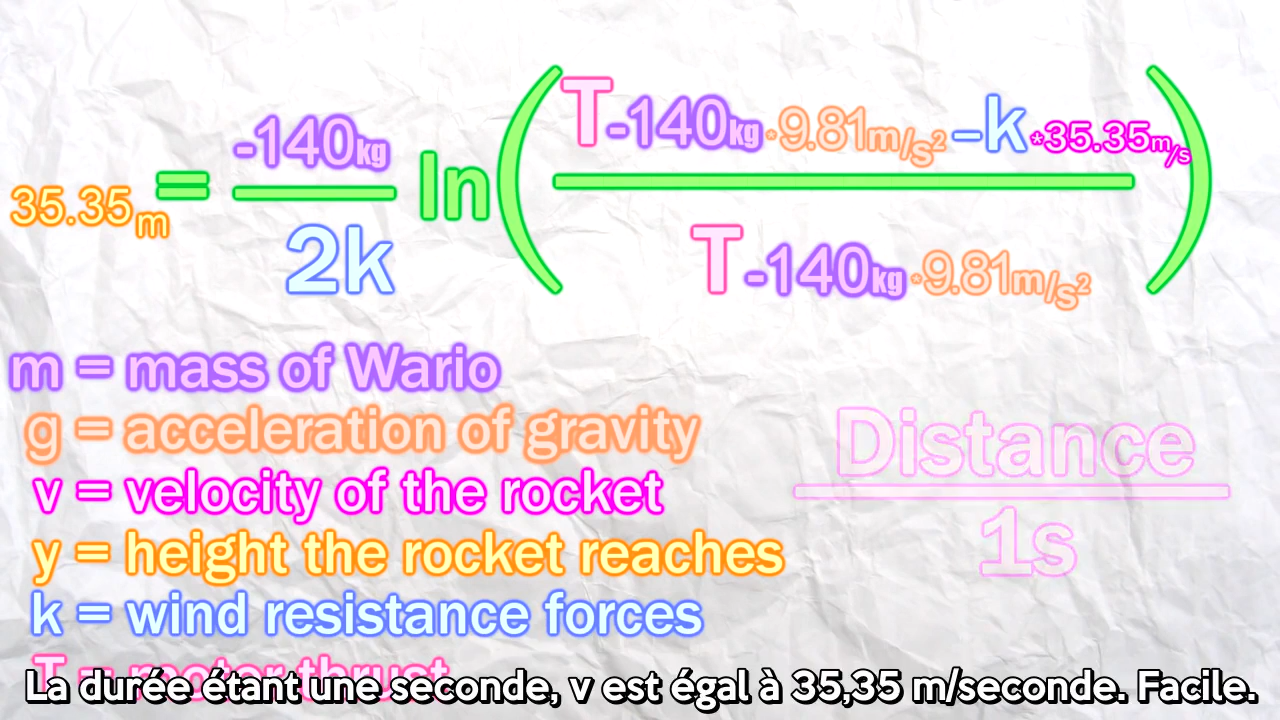 35.35m = -140kg / 2k ln ( T-140kg*9.81m/s² -k*35.35m/s / T-140kg*9.81m/s² )
m = mass of Wario
g = acceleration of gravity
v = velocity of the rocket
y = height the rocket reaches
k = wind resistance forces
T = motor thrust
Distance
1s
La durée étant une seconde, v est égal à 35,35 m/seconde. Facile.